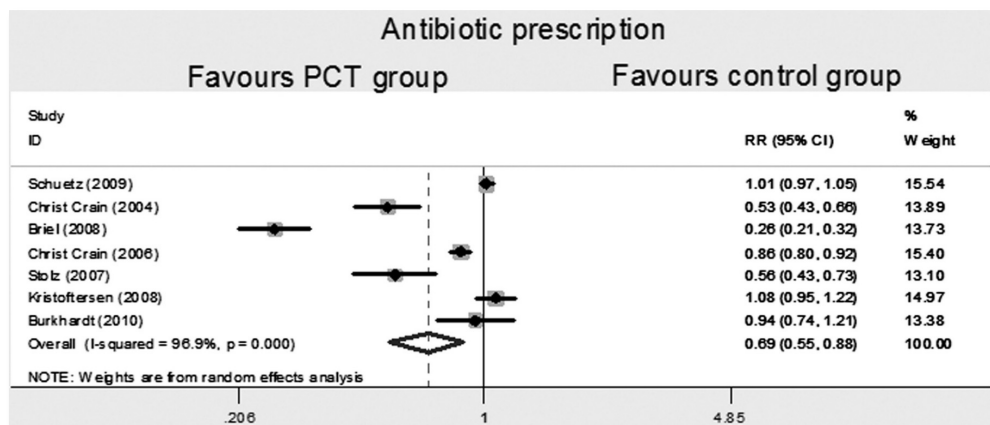 Antibiotic prescription
Favours PCT group Favours control group
Study %
ID RR (95% CI) Weight
Schuetz (2009) 1.01 (0.97, 1.05) 15.54
Christ Crain (2004) 0.53 (0.43, 0.66) 13.89
Briel (2008) 0.26 (0.21, 0.32) 13.73
Christ Crain (2006) 0.86 (0.80, 0.92) 15.40
Stolz (2007) 0.56 (0.43, 0.73) 13.10
Kristoftersen (2008) 1.08 (0.95, 1.22) 14.97
Burkhardt (2010) 0.94 (0.74, 1.21) 13.38
Overall (I-squared = 96.9%, p = 0.000) 0.69 (0.55, 0.88) 100.00
NOTE: Weights are from random effects analysis
.206 1 4.85